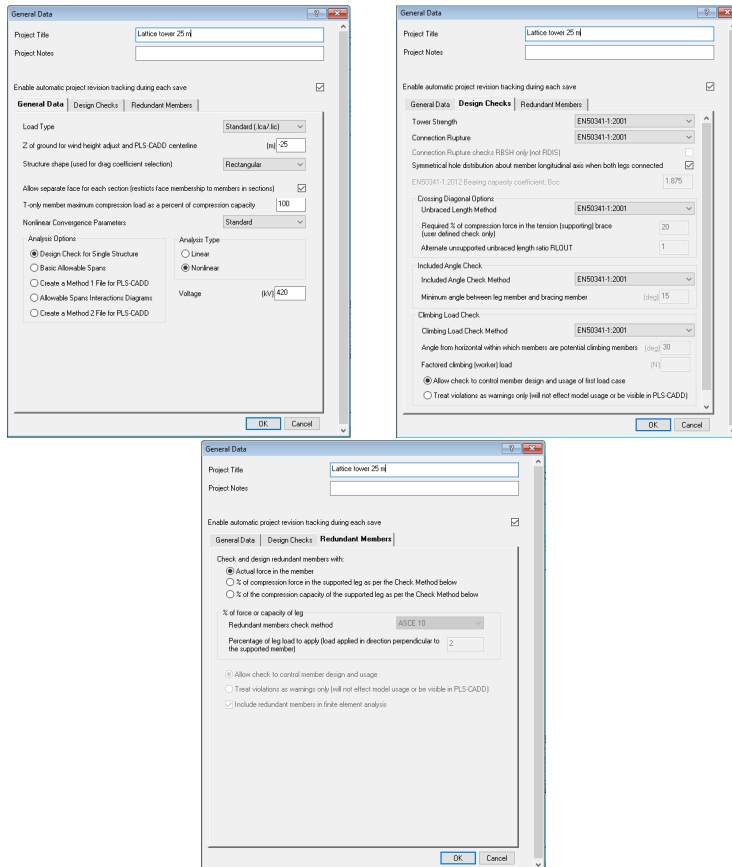 General Data
Project Title
Lattice tower 25 m
Project Notes
Enable automatic project revision tracking during each save
General Data Design Checks Redundant Members
Load Type Standard (.lca/.lic)
Z of ground for wind height adjust and PLS-CADD centerline (m) -25
Structure shape (used for drag coefficient selection) Rectangular
Allow separate face for each section (restricts face membership to members in sections)
T-only member maximum compression load as a percent of compression capacity 100
Nonlinear Convergence Parameters Standard
Analysis Options
Design Check for Single Structure
Basic Allowable Spans
Create a Method 1 File for PLS-CADD
Allowable Spans Interactions Diagrams
Create a Method 2 File for PLS-CADD
Analysis Type
Linear
Nonlinear
Voltage (kV) 420
OK Cancel
General Data
Project Title
Lattice tower 25 m
Project Notes
Enable automatic project revision tracking during each save
General Data Design Checks Redundant Members
Tower Strength EN50341-1:2001
Connection Rupture EN50341-1:2001
Connection Rupture checks RBSH only (not RDIS)
Symmetrical hole distribution about member longitudinal axis when both legs connected
EN50341-1:2012 Bearing capacity coefficient, Bcc 1.875
Crossing Diagonal Options
Unbraced Length Method EN50341-1:2001
Required % of compression force in the tension (supporting) brace
(user defined check only) 20
Alternate unsupported unbraced length ratio RLOUT 1
Included Angle Check
Included Angle Check Method EN50341-1:2001
Minimum angle between leg member and bracing member (deg) 15
Climbing Load Check
Climbing Load Check Method EN50341-1:2001
Angle from horizontal within which members are potential climbing members (deg) 30
Factored climbing (worker) load (N)
Allow check to control member design and usage of first load case
Treat violations as warnings only (will not effect model usage or be visible in PLS-CADD)
OK Cancel
General Data
Project Title
Lattice tower 25 m
Project Notes
Enable automatic project revision tracking during each save
General Data Design Checks Redundant Members
Check and design redundant members with:
Actual force in the member
% of compression force in the supported leg as per the Check Method below
% of the compression capacity of the supported leg as per the Check Method below
% of force or capacity of leg
Redundant members check method ASCE 10
Percentage of leg load to apply (load applied in direction perpendicular to
the supported member) 2
Allow check to control member design and usage
Treat violations as warnings only (will not effect model usage or be visible in PLS-CADD)
Include redundant members in finite element analysis
OK Cancel